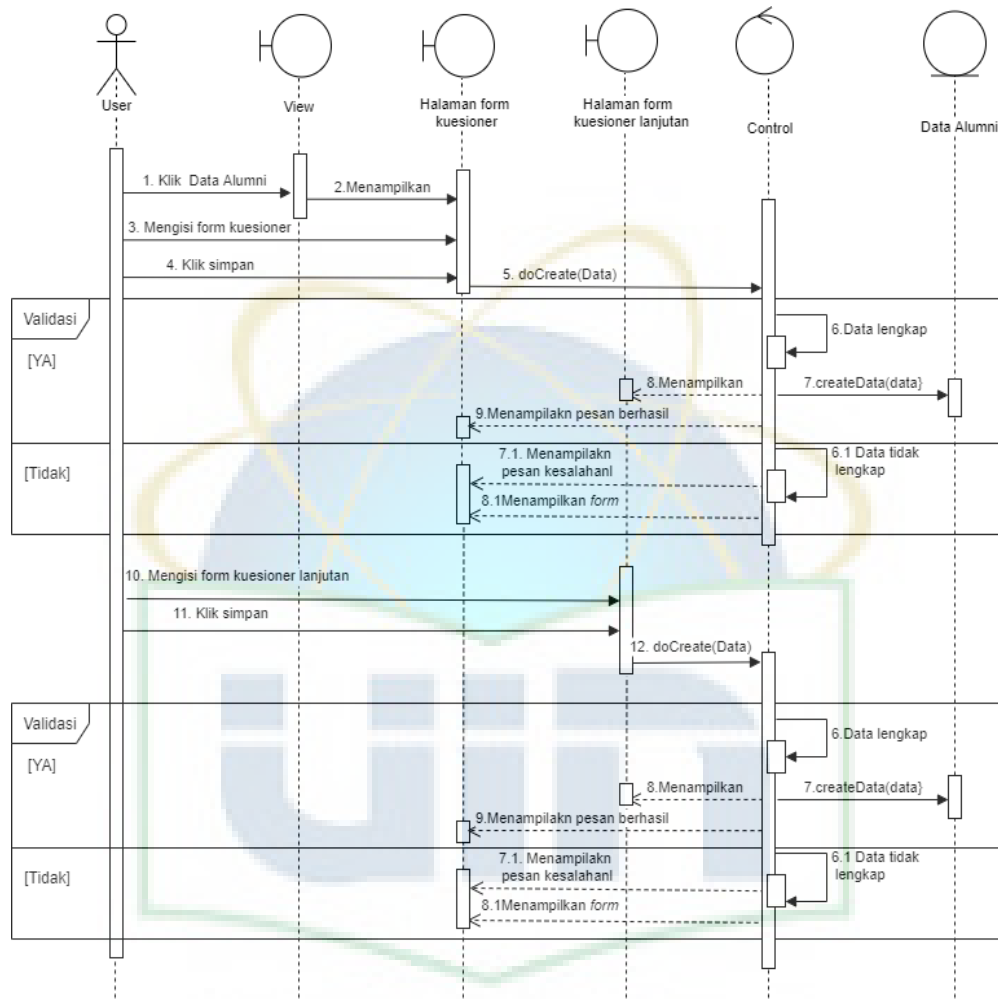 User
View
Halaman form
kuesioner
Halaman form
kuesioner lanjutan
Control
Data Alumni
1. Klik Data Alumni
2.Menampilkan
3. Mengisi form kuesioner
4. Klik simpan
5. doCreate(Data)
Validasi
6.Data lengkap
[YA]
8.Menampilkan
7.createData(data}
9.Menampilakn pesan berhasil
[Tidak]
7.1. Menampilakn
pesan kesalahanl
6.1 Data tidak
lengkap
8.1Menampilkan form
10. Mengisi form kuesioner lanjutan
11. Klik simpan
12. doCreate(Data)
Validasi
6.Data lengkap
[YA]
8.Menampilkan
7.createData(data}
9.Menampilakn pesan berhasil
[Tidak]
7.1. Menampilakn
pesan kesalahanl
6.1 Data tidak
lengkap
8.1Menampilkan form
UIN